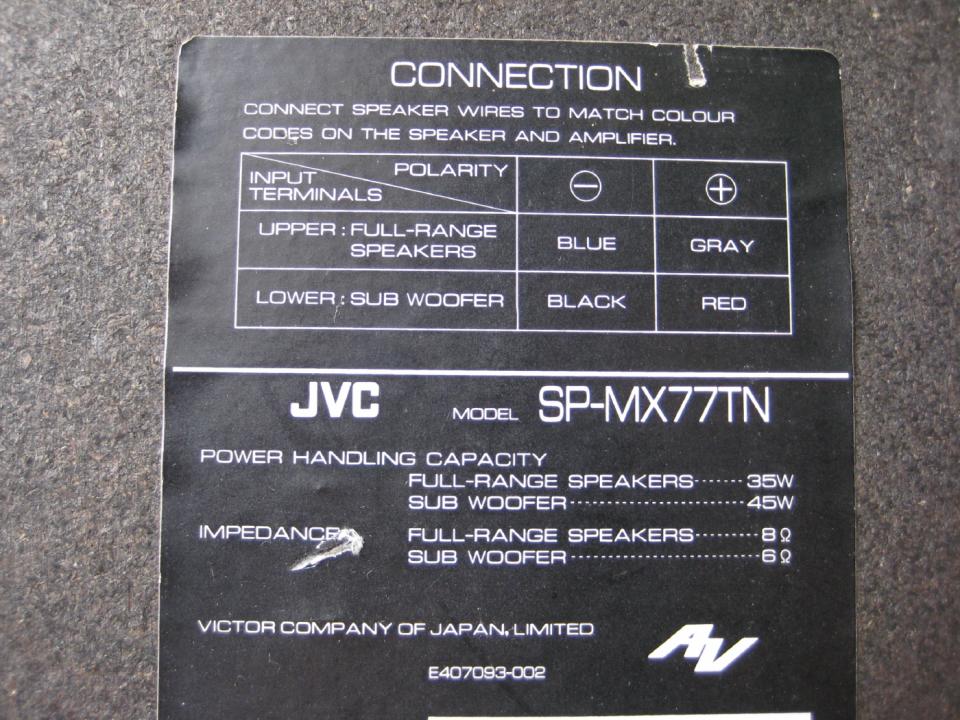 CONNECTION
CONNECT SPEAKER WIRES TO MATCH COLOUR
CODES ON THE SPEAKER AND AMPLIFIER.
POLARITY
INPUT
TERMINALS
⊖ ⊕
UPPER : FULL-RANGE
SPEAKERS BLUE GRAY
LOWER : SUB WOOFER BLACK RED
JVC MODEL SP-MX77TN
POWER HANDLING CAPACITY
FULL-RANGE SPEAKERS ······ 35W
SUB WOOFER ······················ 45W
IMPEDANCE FULL-RANGE SPEAKERS ········ 8Ω
SUB WOOFER ························ 6Ω
VICTOR COMPANY OF JAPAN, LIMITED
AV
E407093-002